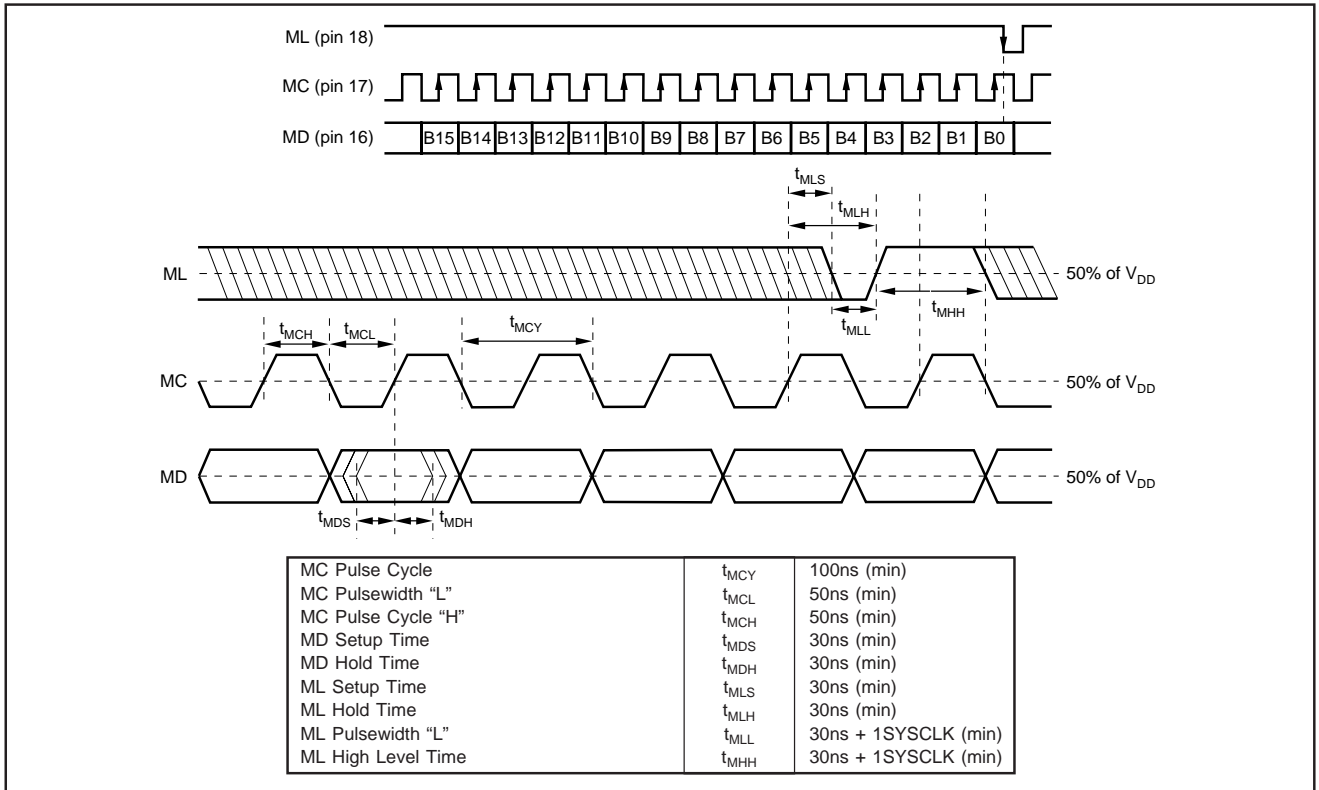 ML (pin 18)
MC (pin 17)
MD (pin 16) B15 B14 B13 B12 B11 B10 B9 B8 B7 B6 B5 B4 B3 B2 B1 B0
tMLS
tMLH
ML 50% of VDD
tMHH
tMLL
tMCH tMCL tMCY
MC 50% of VDD
MD 50% of VDD
tMDS tMDH
MC Pulse Cycle tMCY 100ns (min)
MC Pulsewidth “L” tMCL 50ns (min)
MC Pulse Cycle “H” tMCH 50ns (min)
MD Setup Time tMDS 30ns (min)
MD Hold Time tMDH 30ns (min)
ML Setup Time tMLS 30ns (min)
ML Hold Time tMLH 30ns (min)
ML Pulsewidth “L” tMLL 30ns + 1SYSCLK (min)
ML High Level Time tMHH 30ns + 1SYSCLK (min)